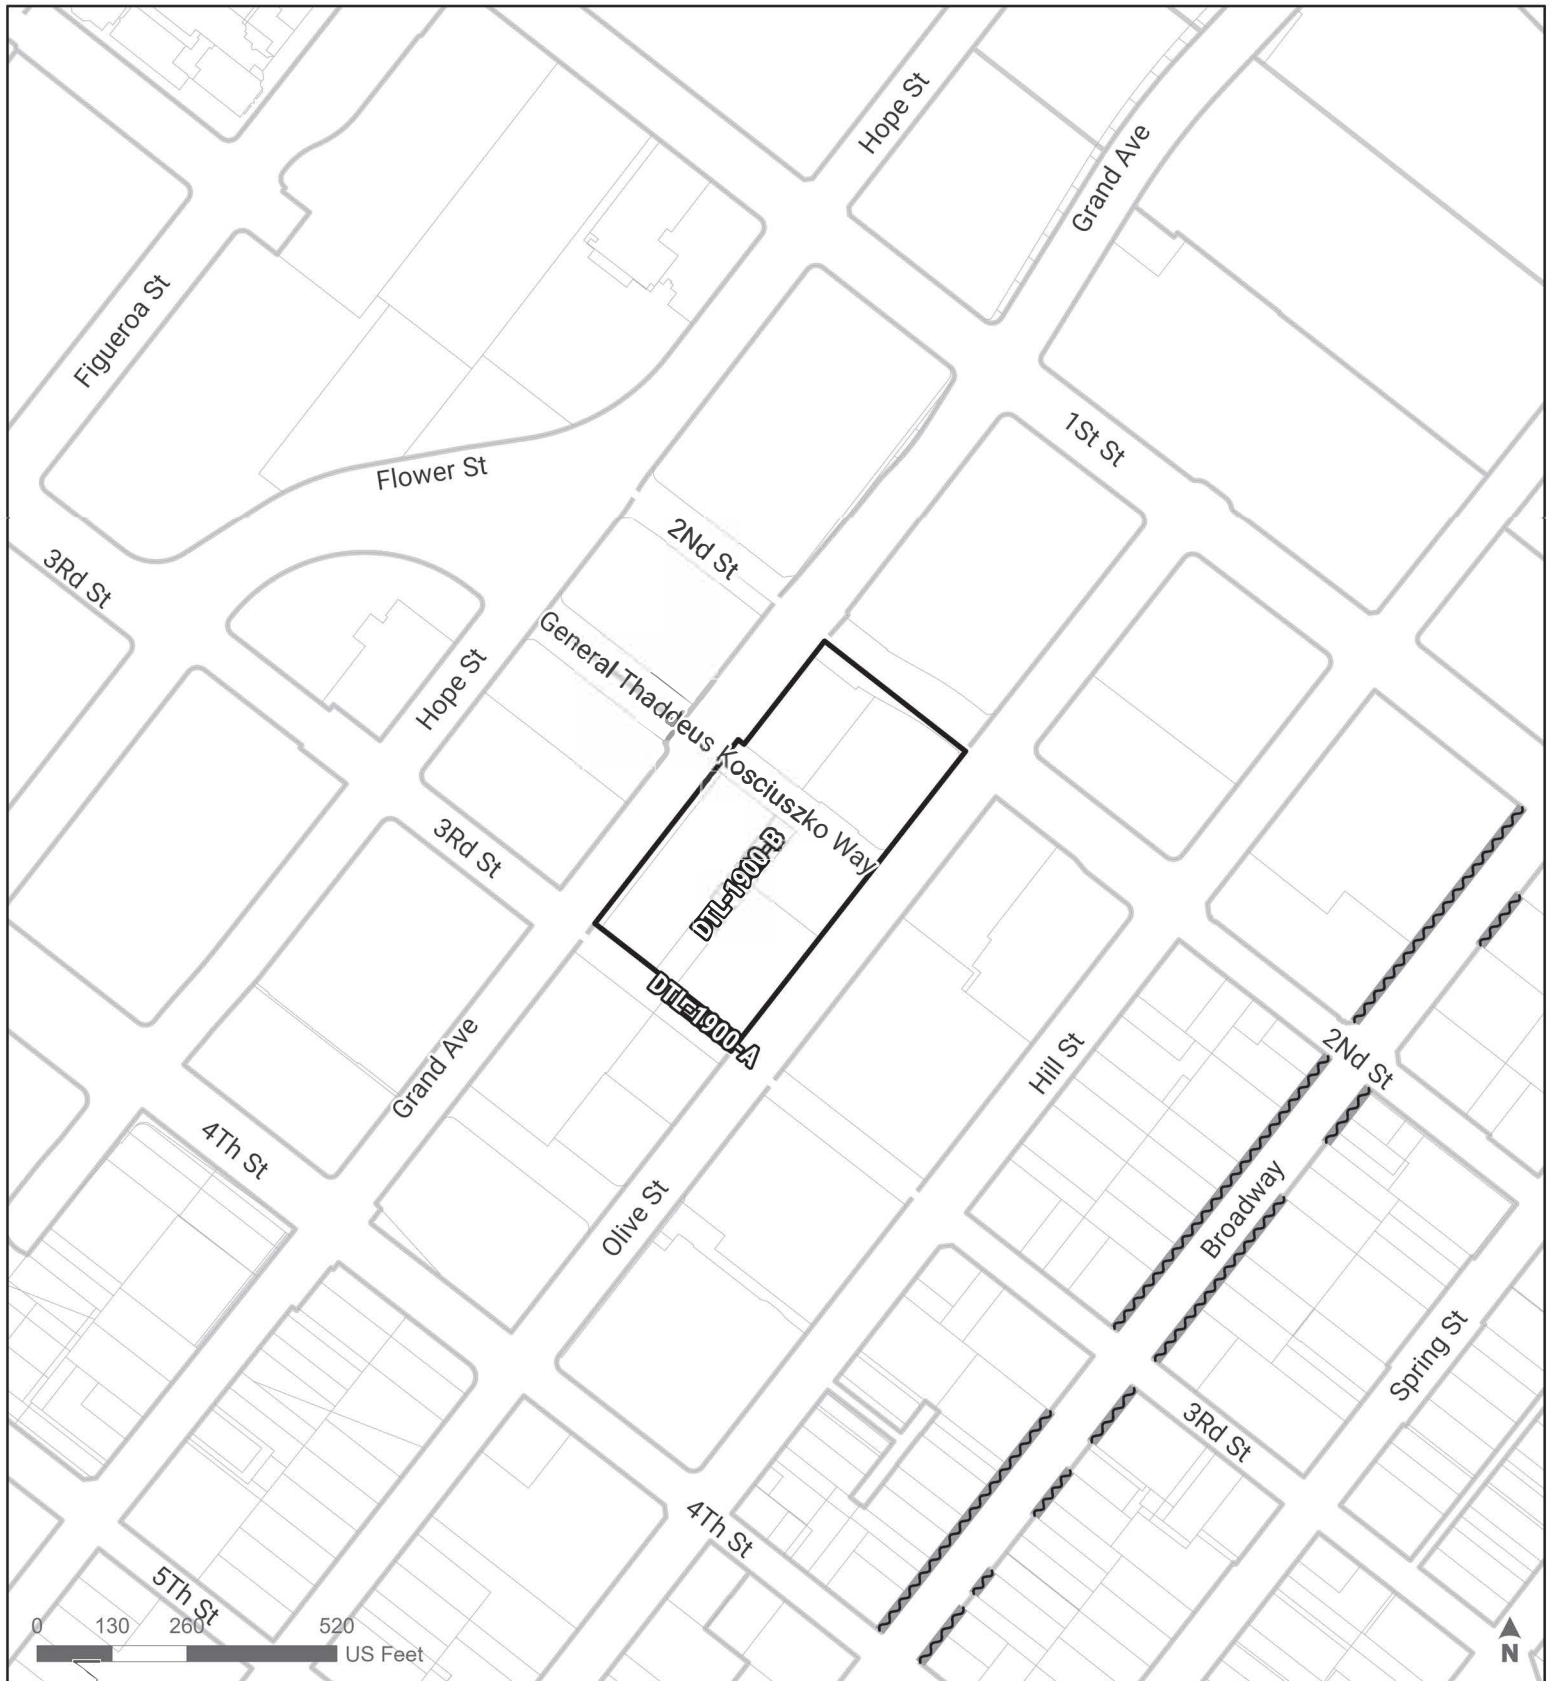 Hope St
Grand Ave
Figueroa St
1St St
Flower St
2Nd St
3Rd St
General Thaddeus Kosciuszko Way
Hope St
3Rd St
DTL-1900-B
DTL-1900-A
Grand Ave
Hill St
2Nd St
4Th St
Broadway
Olive St
Spring St
3Rd St
4Th St
5Th St
0 130 260 520
US Feet
N